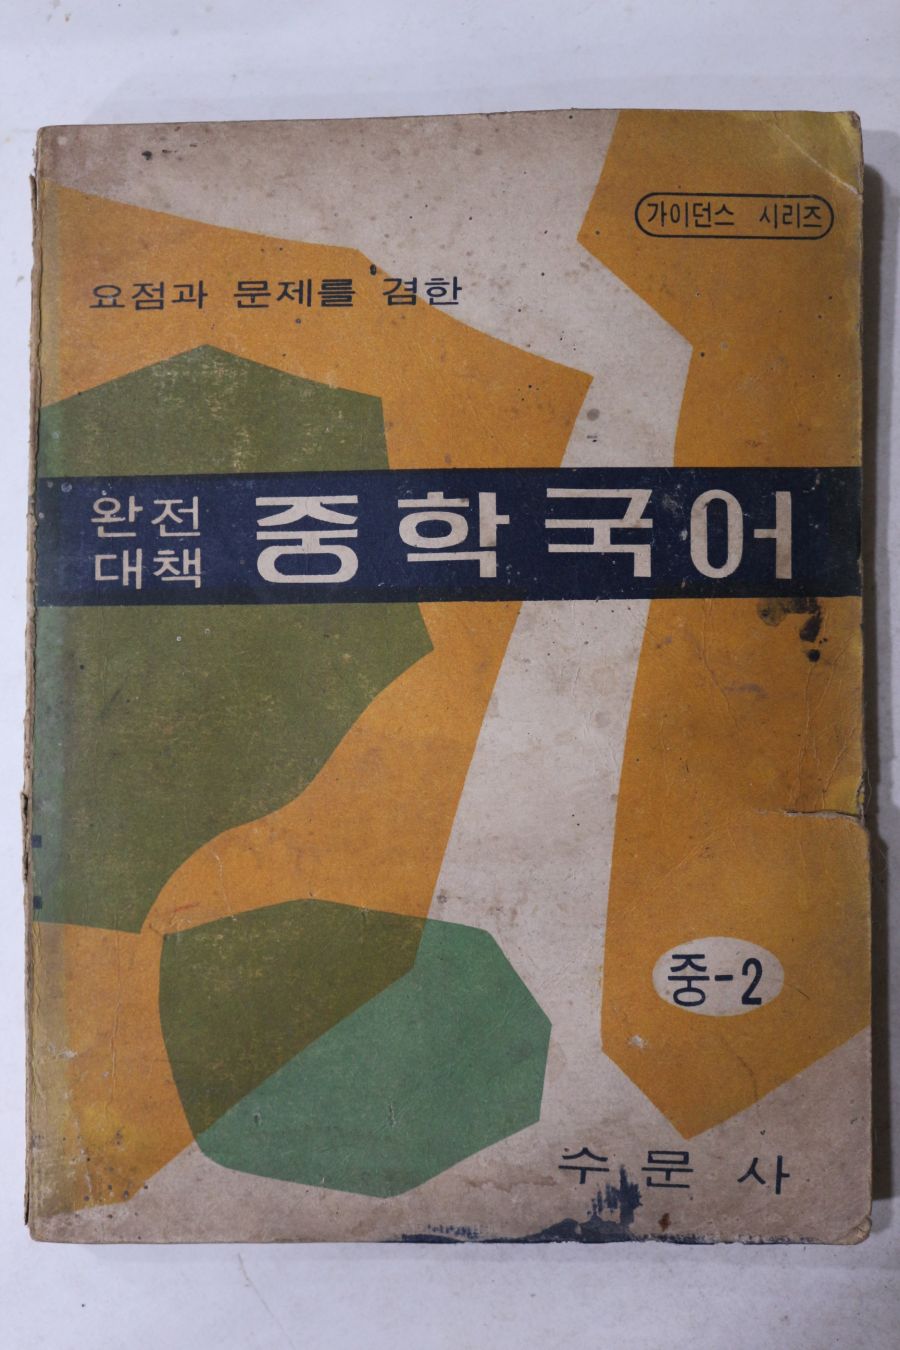 가이던스 시리즈
요점과 문제를 겸한
완전
대책
중학국어
중-2
수문사